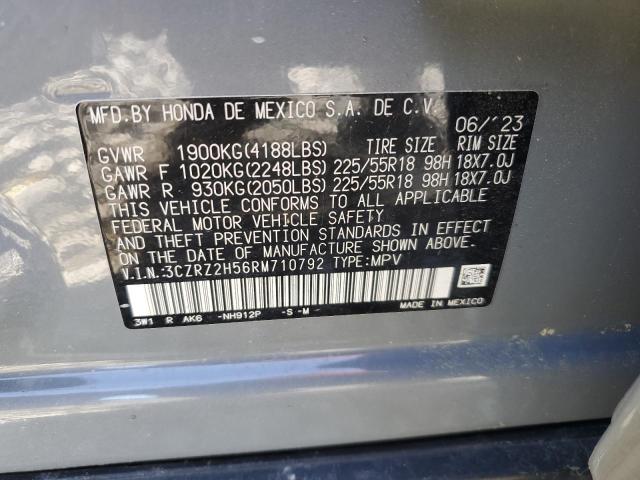 MFD.BY HONDA DE MEXICO S.A. DE C.V. 06/'23
GVWR 1900KG(4188LBS) TIRE SIZE RIM SIZE
GAWR F 1020KG(2248LBS) 225/55R18 98H 18X7.0J
GAWR R 930KG(2050LBS) 225/55R18 98H 18X7.0J
THIS VEHICLE CONFORMS TO ALL APPLICABLE
FEDERAL MOTOR VEHICLE SAFETY
AND THEFT PREVENTION STANDARDS IN EFFECT
ON THE DATE OF MANUFACTURE SHOWN ABOVE.
V.I.N.:3CZRZ2H56RM710792 TYPE:MPV
3W1 R AK6 -NH912P -S -M- MADE IN MEXICO